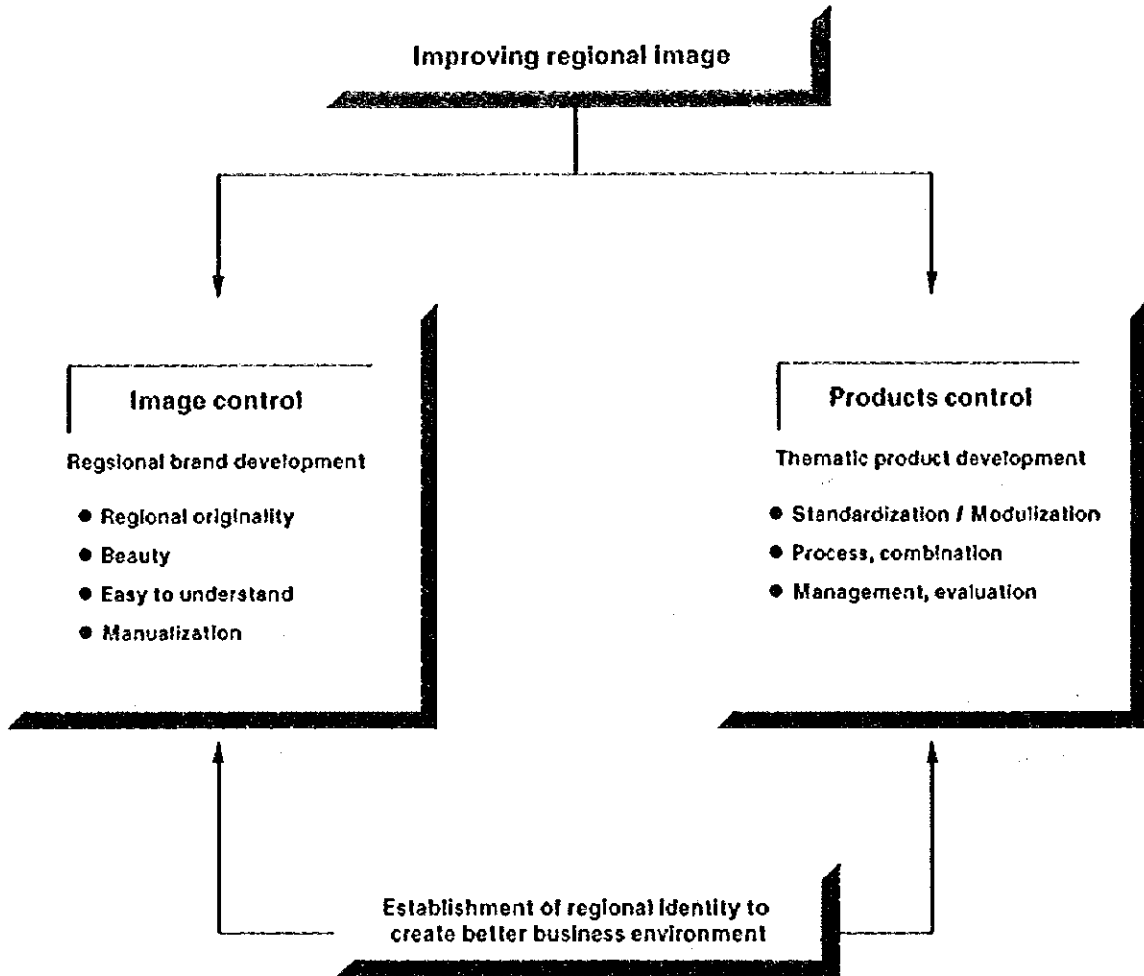 Improving regional image
Image control
Regsional brand development
● Regional originality
● Beauty
● Easy to understand
● Manualization
Products control
Thematic product development
● Standardization / Modulization
● Process, combination
● Management, evaluation
Establishment of regional identity to
create better business environment